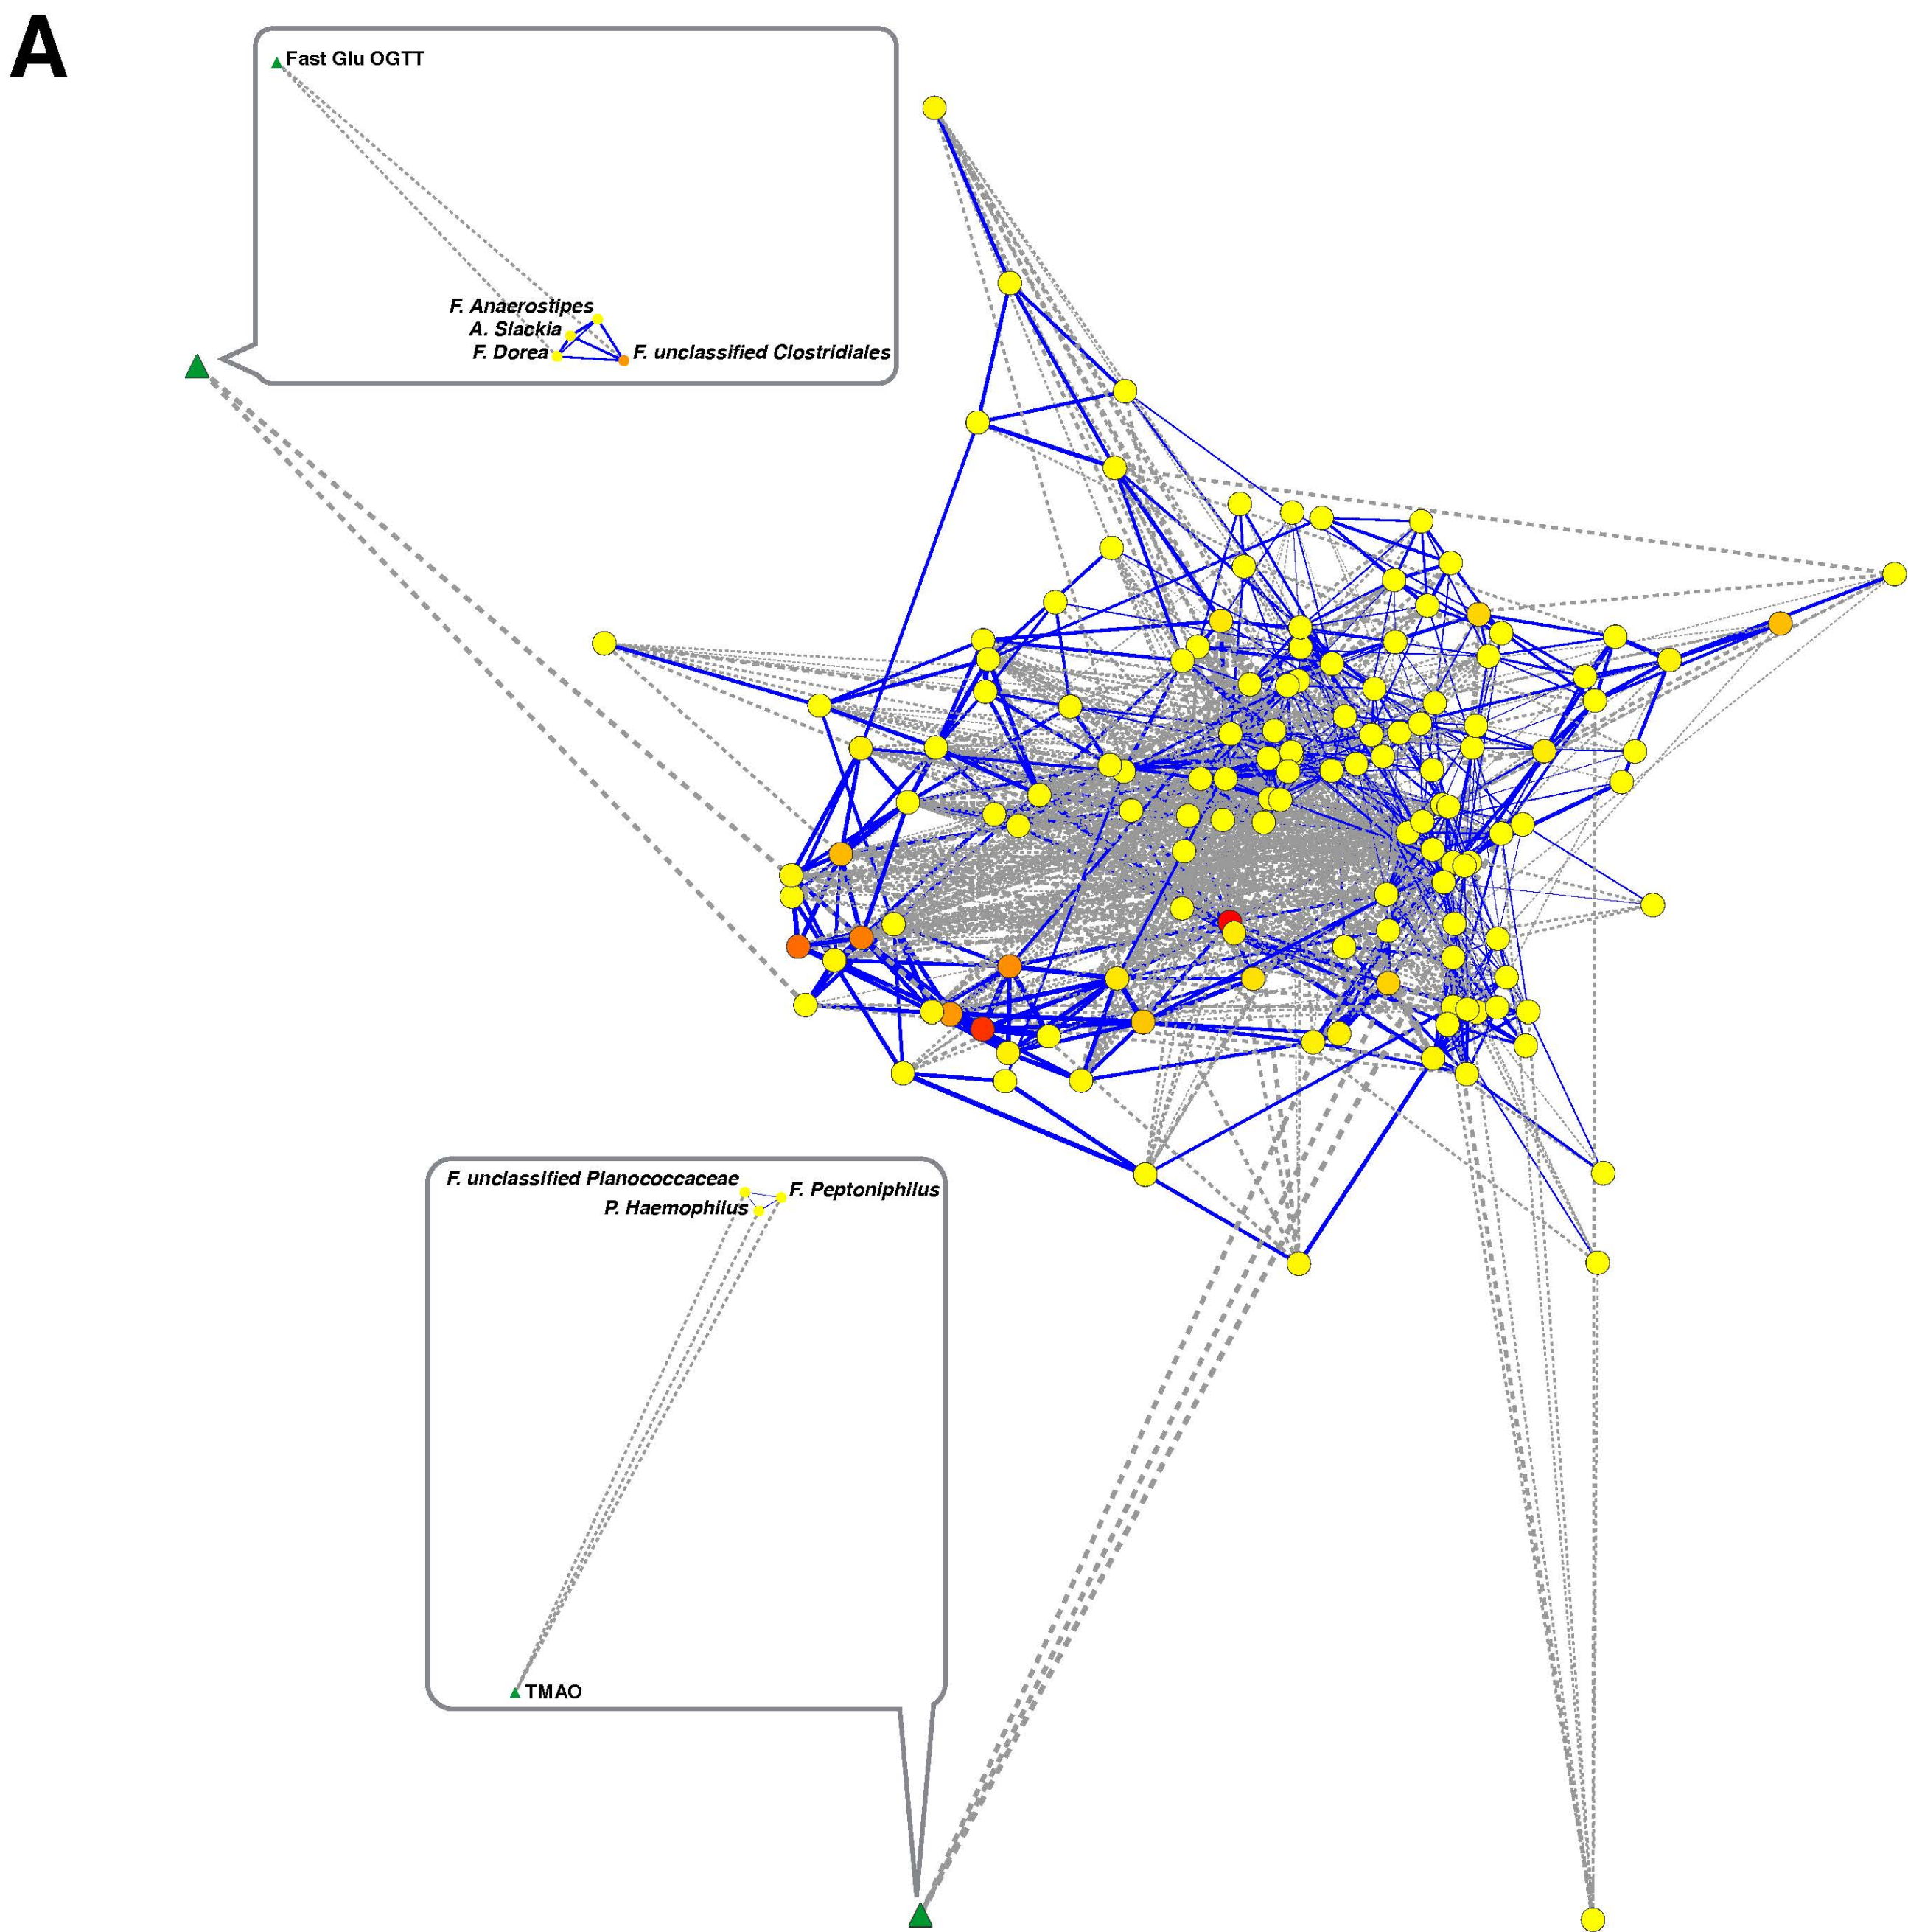 A
Fast Glu OGTT
F. Anaerostipes
A. Slackia
F. Dorea
F. unclassified Clostridiales
F. unclassified Planococcaceae
F. Peptoniphilus
P. Haemophilus
TMAO